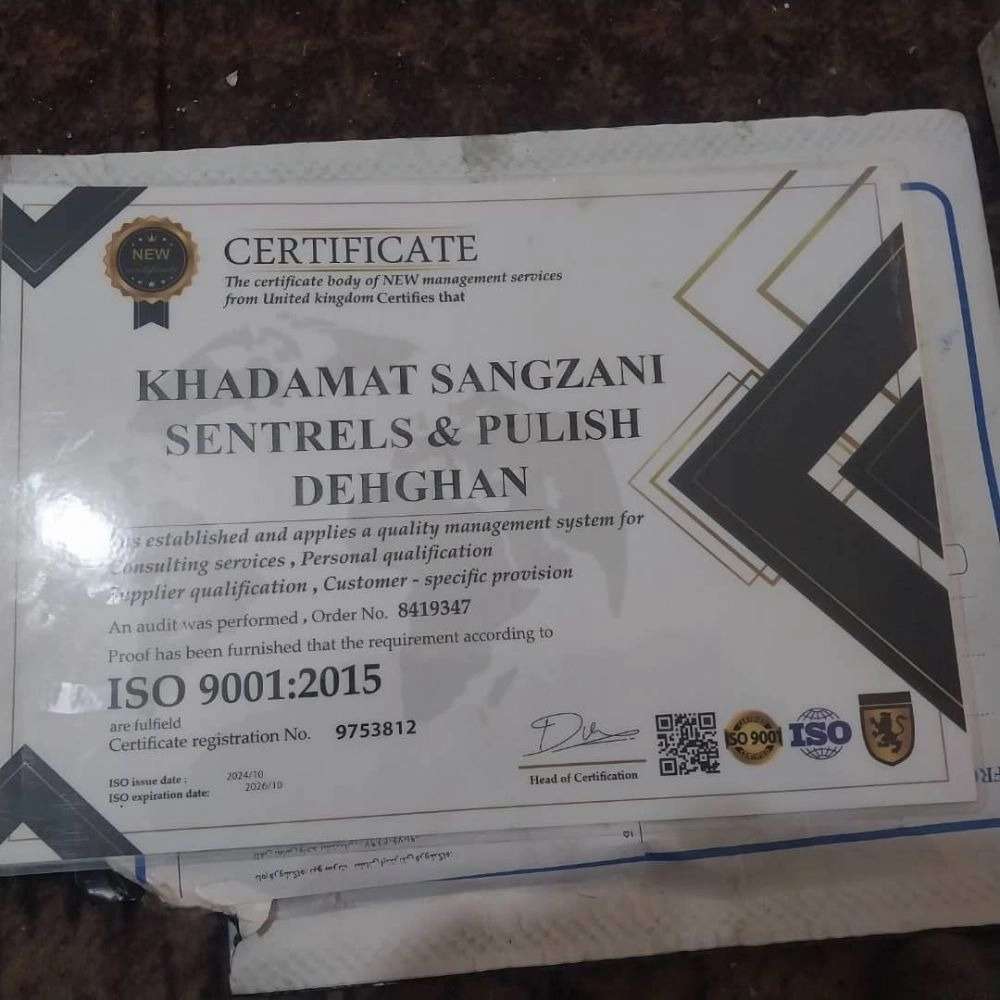 NEW
CERTIFICATE
The certificate body of NEW management services
from United kingdom Certifies that
KHADAMAT SANGZANI
SENTRELS & PULISH
DEHGHAN
established and applies a quality management system for
Consulting services , Personal qualification
Supplier qualification , Customer - specific provision
An audit was performed , Order No. 8419347
Proof has been furnished that the requirement according to
ISO 9001:2015
are fulfield
Certificate registration No. 9753812
ISO issue date : 2024/10
ISO expiration date: 2026/10
Head of Certification
ISO 9001
ISO